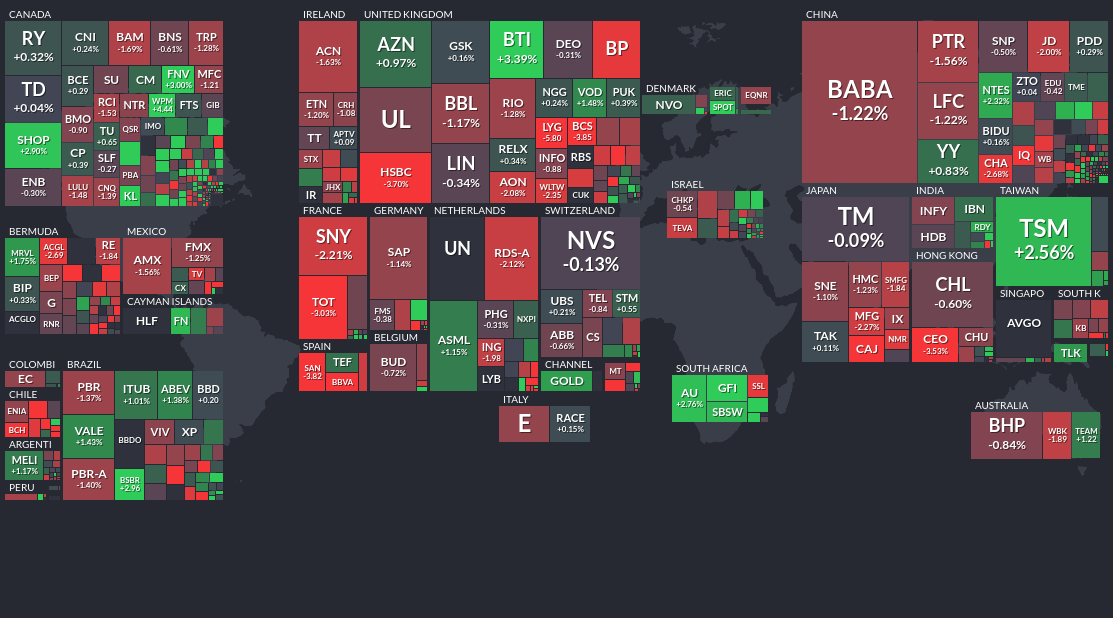 CANADA
RY
+0.32%
CNI
+0.24%
BAM
-1.69%
BNS
-0.61%
TRP
-1.28%
TD
+0.04%
BCE
+0.29
SU
CM
FNV
+3.00%
MFC
-1.21
RCI
-1.53
NTR
WPM
+4.44
FTS
GIB
SHOP
+2.90%
BMO
-0.90
TU
+0.65
QSR
IMO
CP
+0.39
SLF
-0.27
PBA
ENB
-0.30%
LULU
-1.48
CNQ
-1.39
KL
BERMUDA
MRVL
+1.75%
ACGL
-2.69
RE
-1.84
BEP
BIP
+0.33%
G
ACGLO
RNR
MEXICO
AMX
-1.56%
FMX
-1.25%
TV
CX
CAYMAN ISLANDS
HLF
FN
COLOMBI
EC
CHILE
ENIA
BCH
ARGENTI
MELI
+1.17%
PERU
BRAZIL
PBR
-1.37%
ITUB
+1.01%
ABEV
+1.38%
BBD
+0.20
VALE
+1.43%
BBDO
VIV
XP
PBR-A
-1.40%
BSBR
+2.96
IRELAND
ACN
-1.63%
ETN
-1.20%
CRH
-1.08
TT
APTV
+0.09
STX
JHX
IR
UNITED KINGDOM
AZN
+0.97%
GSK
+0.16%
BTI
+3.39%
DEO
-0.31%
BP
UL
BBL
-1.17%
RIO
-1.28%
NGG
+0.24%
VOD
+1.48%
PUK
+0.39%
LYG
-5.80
BCS
-3.85
HSBC
-3.70%
LIN
-0.34%
RELX
+0.34%
INFO
-0.88
RBS
AON
-2.08%
WLTW
-2.35
CUK
FRANCE
SNY
-2.21%
TOT
-3.03%
GERMANY
SAP
-1.14%
FMS
-0.38
NETHERLANDS
UN
RDS-A
-2.12%
ASML
+1.15%
PHG
-0.31%
NXPI
ING
-1.98
LYB
SWITZERLAND
NVS
-0.13%
UBS
+0.21%
TEL
-0.84
STM
+0.55
ABB
-0.66%
CS
SPAIN
SAN
-3.82
TEF
BBVA
BELGIUM
BUD
-0.72%
CHANNEL
GOLD
MT
ITALY
E
RACE
+0.15%
DENMARK
NVO
ERIC
SPOT
EQNR
ISRAEL
CHKP
-0.54
TEVA
SOUTH AFRICA
AU
+2.76%
GFI
SSL
SBSW
CHINA
BABA
-1.22%
PTR
-1.56%
SNP
-0.50%
JD
-2.00%
PDD
+0.29%
LFC
-1.22%
NTES
+2.32%
ZTO
+0.04
EDU
-0.42
TME
BIDU
+0.16%
YY
+0.83%
CHA
-2.68%
IQ
WB
JAPAN
TM
-0.09%
SNE
-1.10%
HMC
-1.23%
SMFG
-1.84
MFG
-2.27%
IX
TAK
+0.11%
CAJ
NMR
INDIA
INFY
IBN
RDY
HDB
HONG KONG
CHL
-0.60%
CEO
-3.53%
CHU
TAIWAN
TSM
+2.56%
SINGAPO
AVGO
SOUTH K
KB
TLK
AUSTRALIA
BHP
-0.84%
WBK
-1.89
TEAM
+1.22